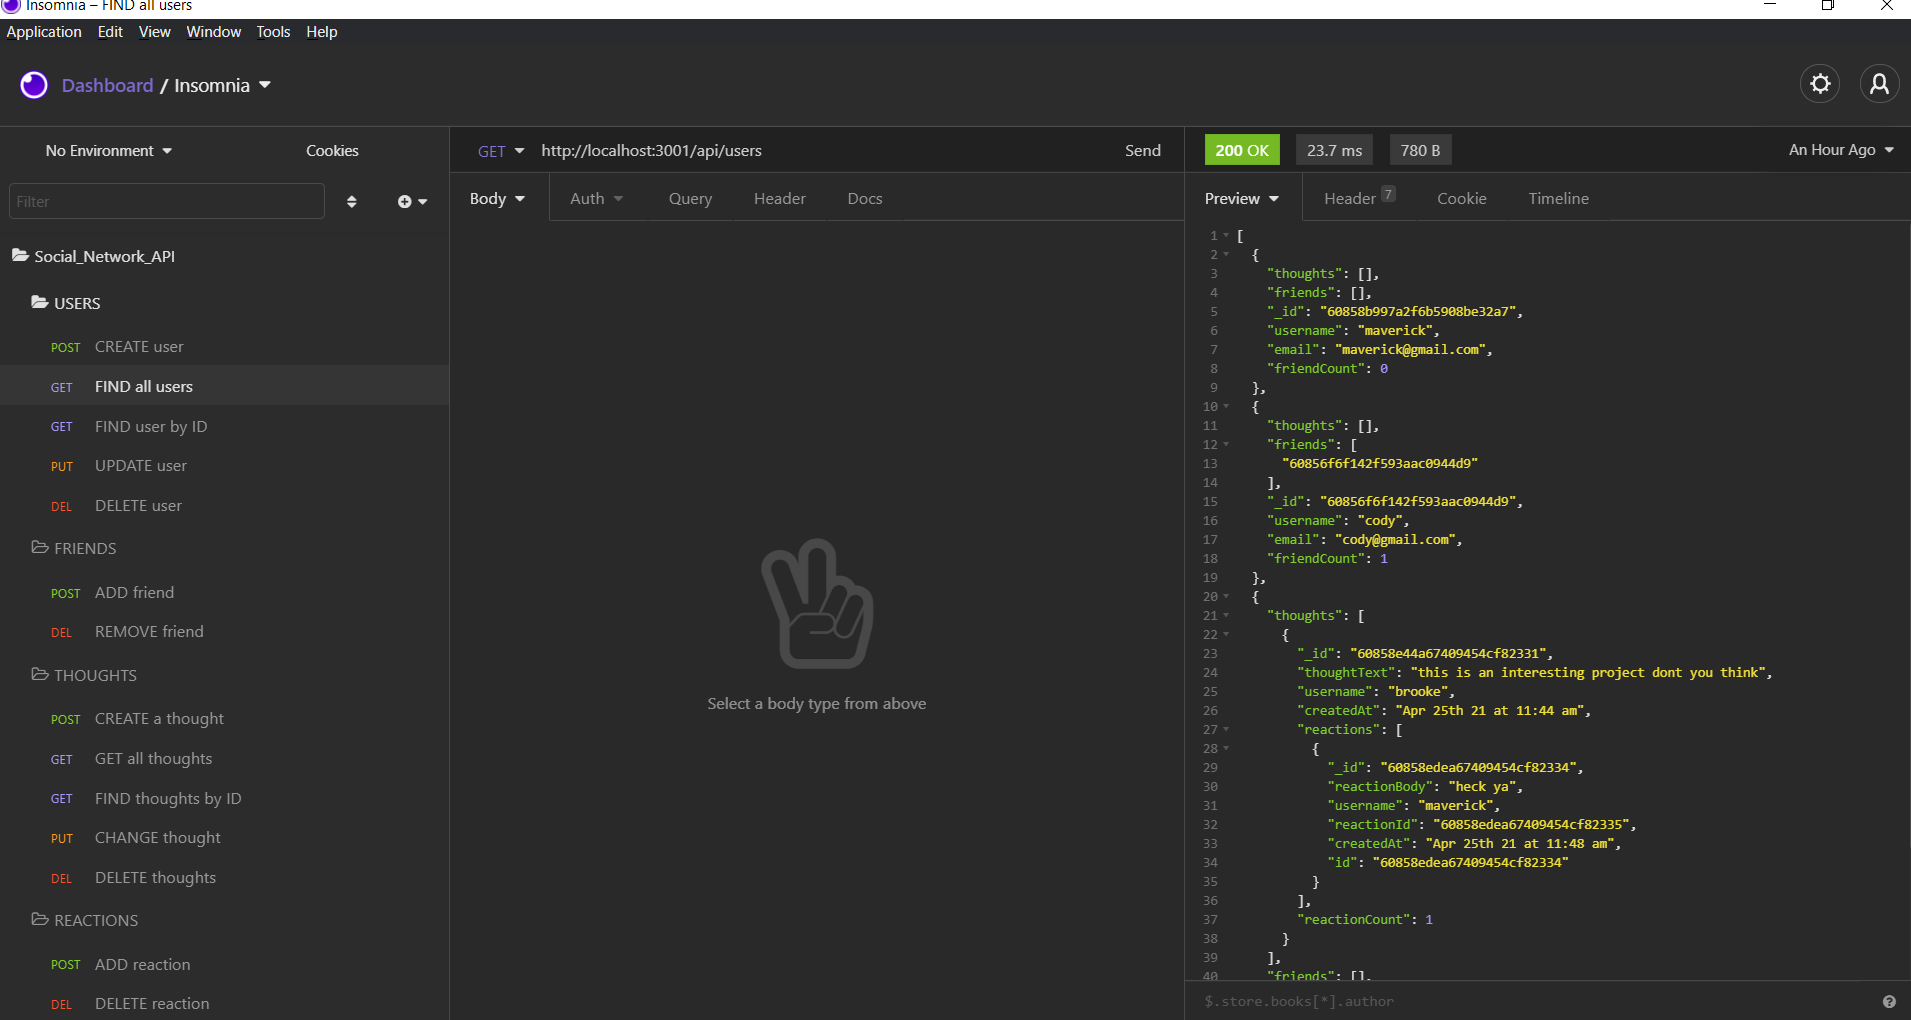 Insomnia – FIND all users
Application Edit View Window Tools Help
Dashboard / Insomnia
No Environment Cookies
Filter
Social_Network_API
USERS
POST CREATE user
GET FIND all users
GET FIND user by ID
PUT UPDATE user
DEL DELETE user
FRIENDS
POST ADD friend
DEL REMOVE friend
THOUGHTS
POST CREATE a thought
GET GET all thoughts
GET FIND thoughts by ID
PUT CHANGE thought
DEL DELETE thoughts
REACTIONS
POST ADD reaction
DEL DELETE reaction
GET http://localhost:3001/api/users Send
Body Auth Query Header Docs
Select a body type from above
200 OK 23.7 ms 780 B An Hour Ago
Preview Header 7 Cookie Timeline
1 [
2 {
3 "thoughts": [],
4 "friends": [],
5 "_id": "60858b997a2f6b5908be32a7",
6 "username": "maverick",
7 "email": "maverick@gmail.com",
8 "friendCount": 0
9 },
10 {
11 "thoughts": [],
12 "friends": [
13 "60856f6f142f593aac0944d9"
14 ],
15 "_id": "60856f6f142f593aac0944d9",
16 "username": "cody",
17 "email": "cody@gmail.com",
18 "friendCount": 1
19 },
20 {
21 "thoughts": [
22 {
23 "_id": "60858e44a67409454cf82331",
24 "thoughtText": "this is an interesting project dont you think",
25 "username": "brooke",
26 "createdAt": "Apr 25th 21 at 11:44 am",
27 "reactions": [
28 {
29 "_id": "60858edea67409454cf82334",
30 "reactionBody": "heck ya",
31 "username": "maverick",
32 "reactionId": "60858edea67409454cf82335",
33 "createdAt": "Apr 25th 21 at 11:48 am",
34 "id": "60858edea67409454cf82334"
35 }
36 ],
37 "reactionCount": 1
38 }
39 ],
40 "friends": [],
$.store.books[*].author